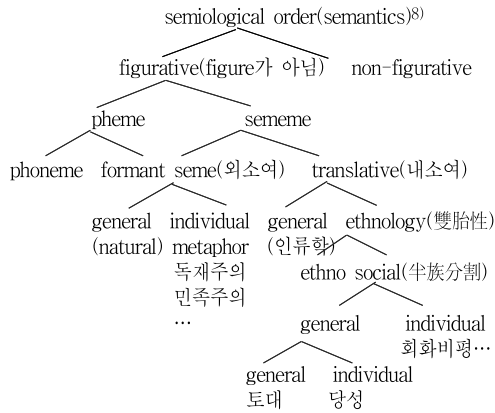 semiological order(semantics)8)
figurative(figure가 아님) non-figurative
pheme sememe
phoneme formant seme(외소여) translative(내소여)
general individual general ethnology(雙胎性)
(natural) metaphor (인류학)
독재주의 ethno social(半族分割)
민족주의
…
general individual
회화비평…
general individual
토대 당성